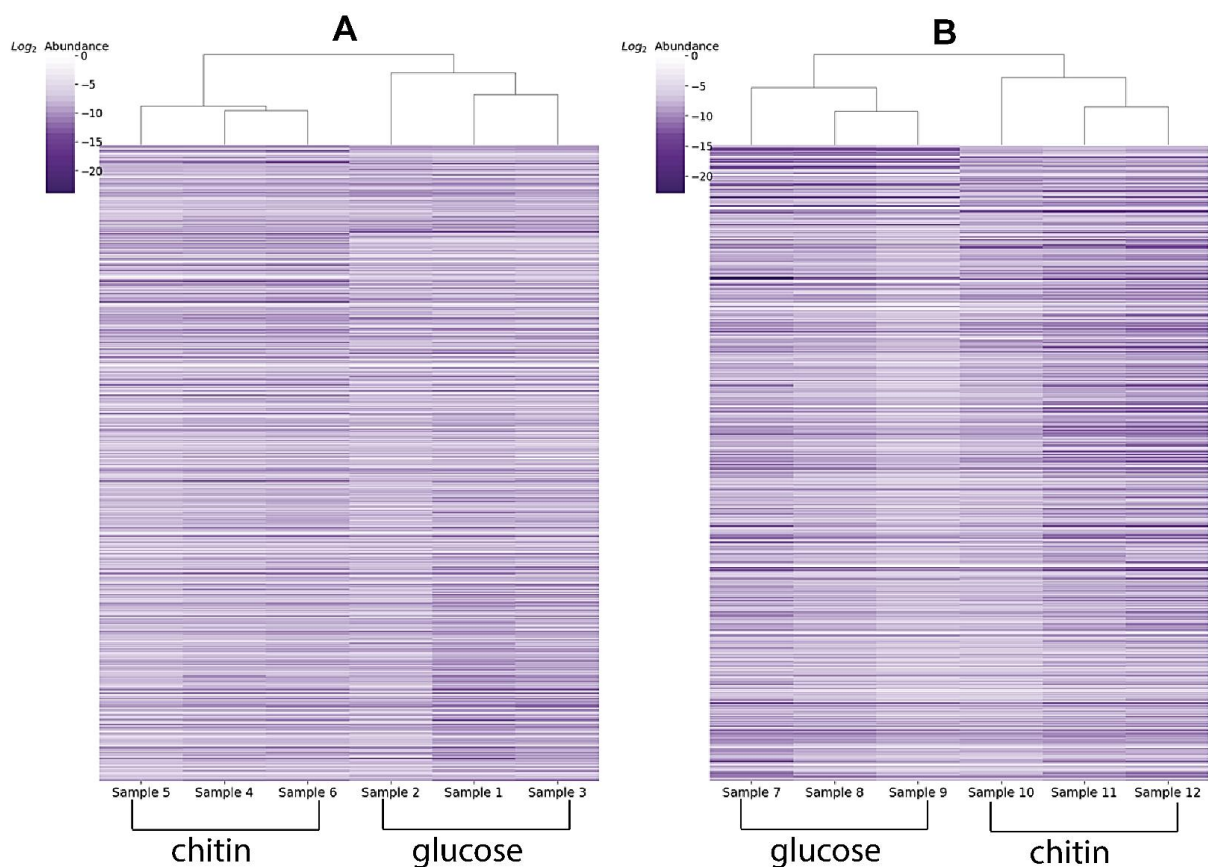 A
Log₂ Abundance
0
−5
−10
−15
−20
Sample 5 Sample 4 Sample 6 Sample 2 Sample 1 Sample 3
chitin glucose
B
Log₂ Abundance
0
−5
−10
−15
−20
Sample 7 Sample 8 Sample 9 Sample 10 Sample 11 Sample 12
glucose chitin